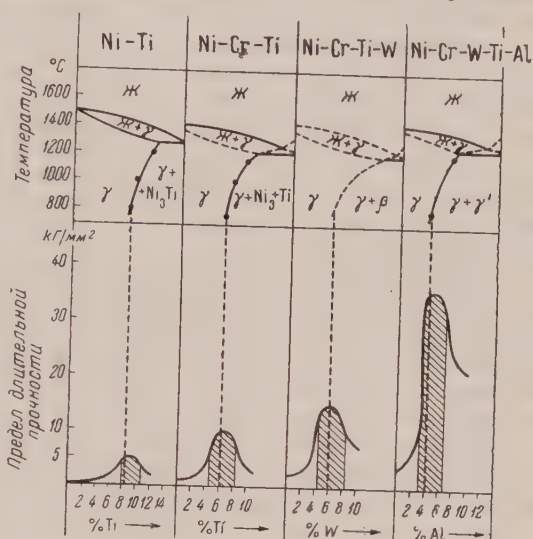 Ni-Ti Ni-Cr-Ti Ni-Cr-Ti-W Ni-Cr-W-Ti-Al
°C
Температура
1600
1400
1200
1000
800
Ж Ж Ж Ж
Ж+γ Ж+γ Ж+γ Ж+γ
γ γ+ +Ni₃Ti
γ γ+Ni₃+Ti
γ γ+β
γ γ+γ'
кГ/мм²
Предел длительной
прочности
40
30
20
10
5
2 4 6 8 10 12 14 2 4 6 8 10 2 4 6 8 10 2 4 6 8 10 12
%Ti → %Ti → %W → %Al →